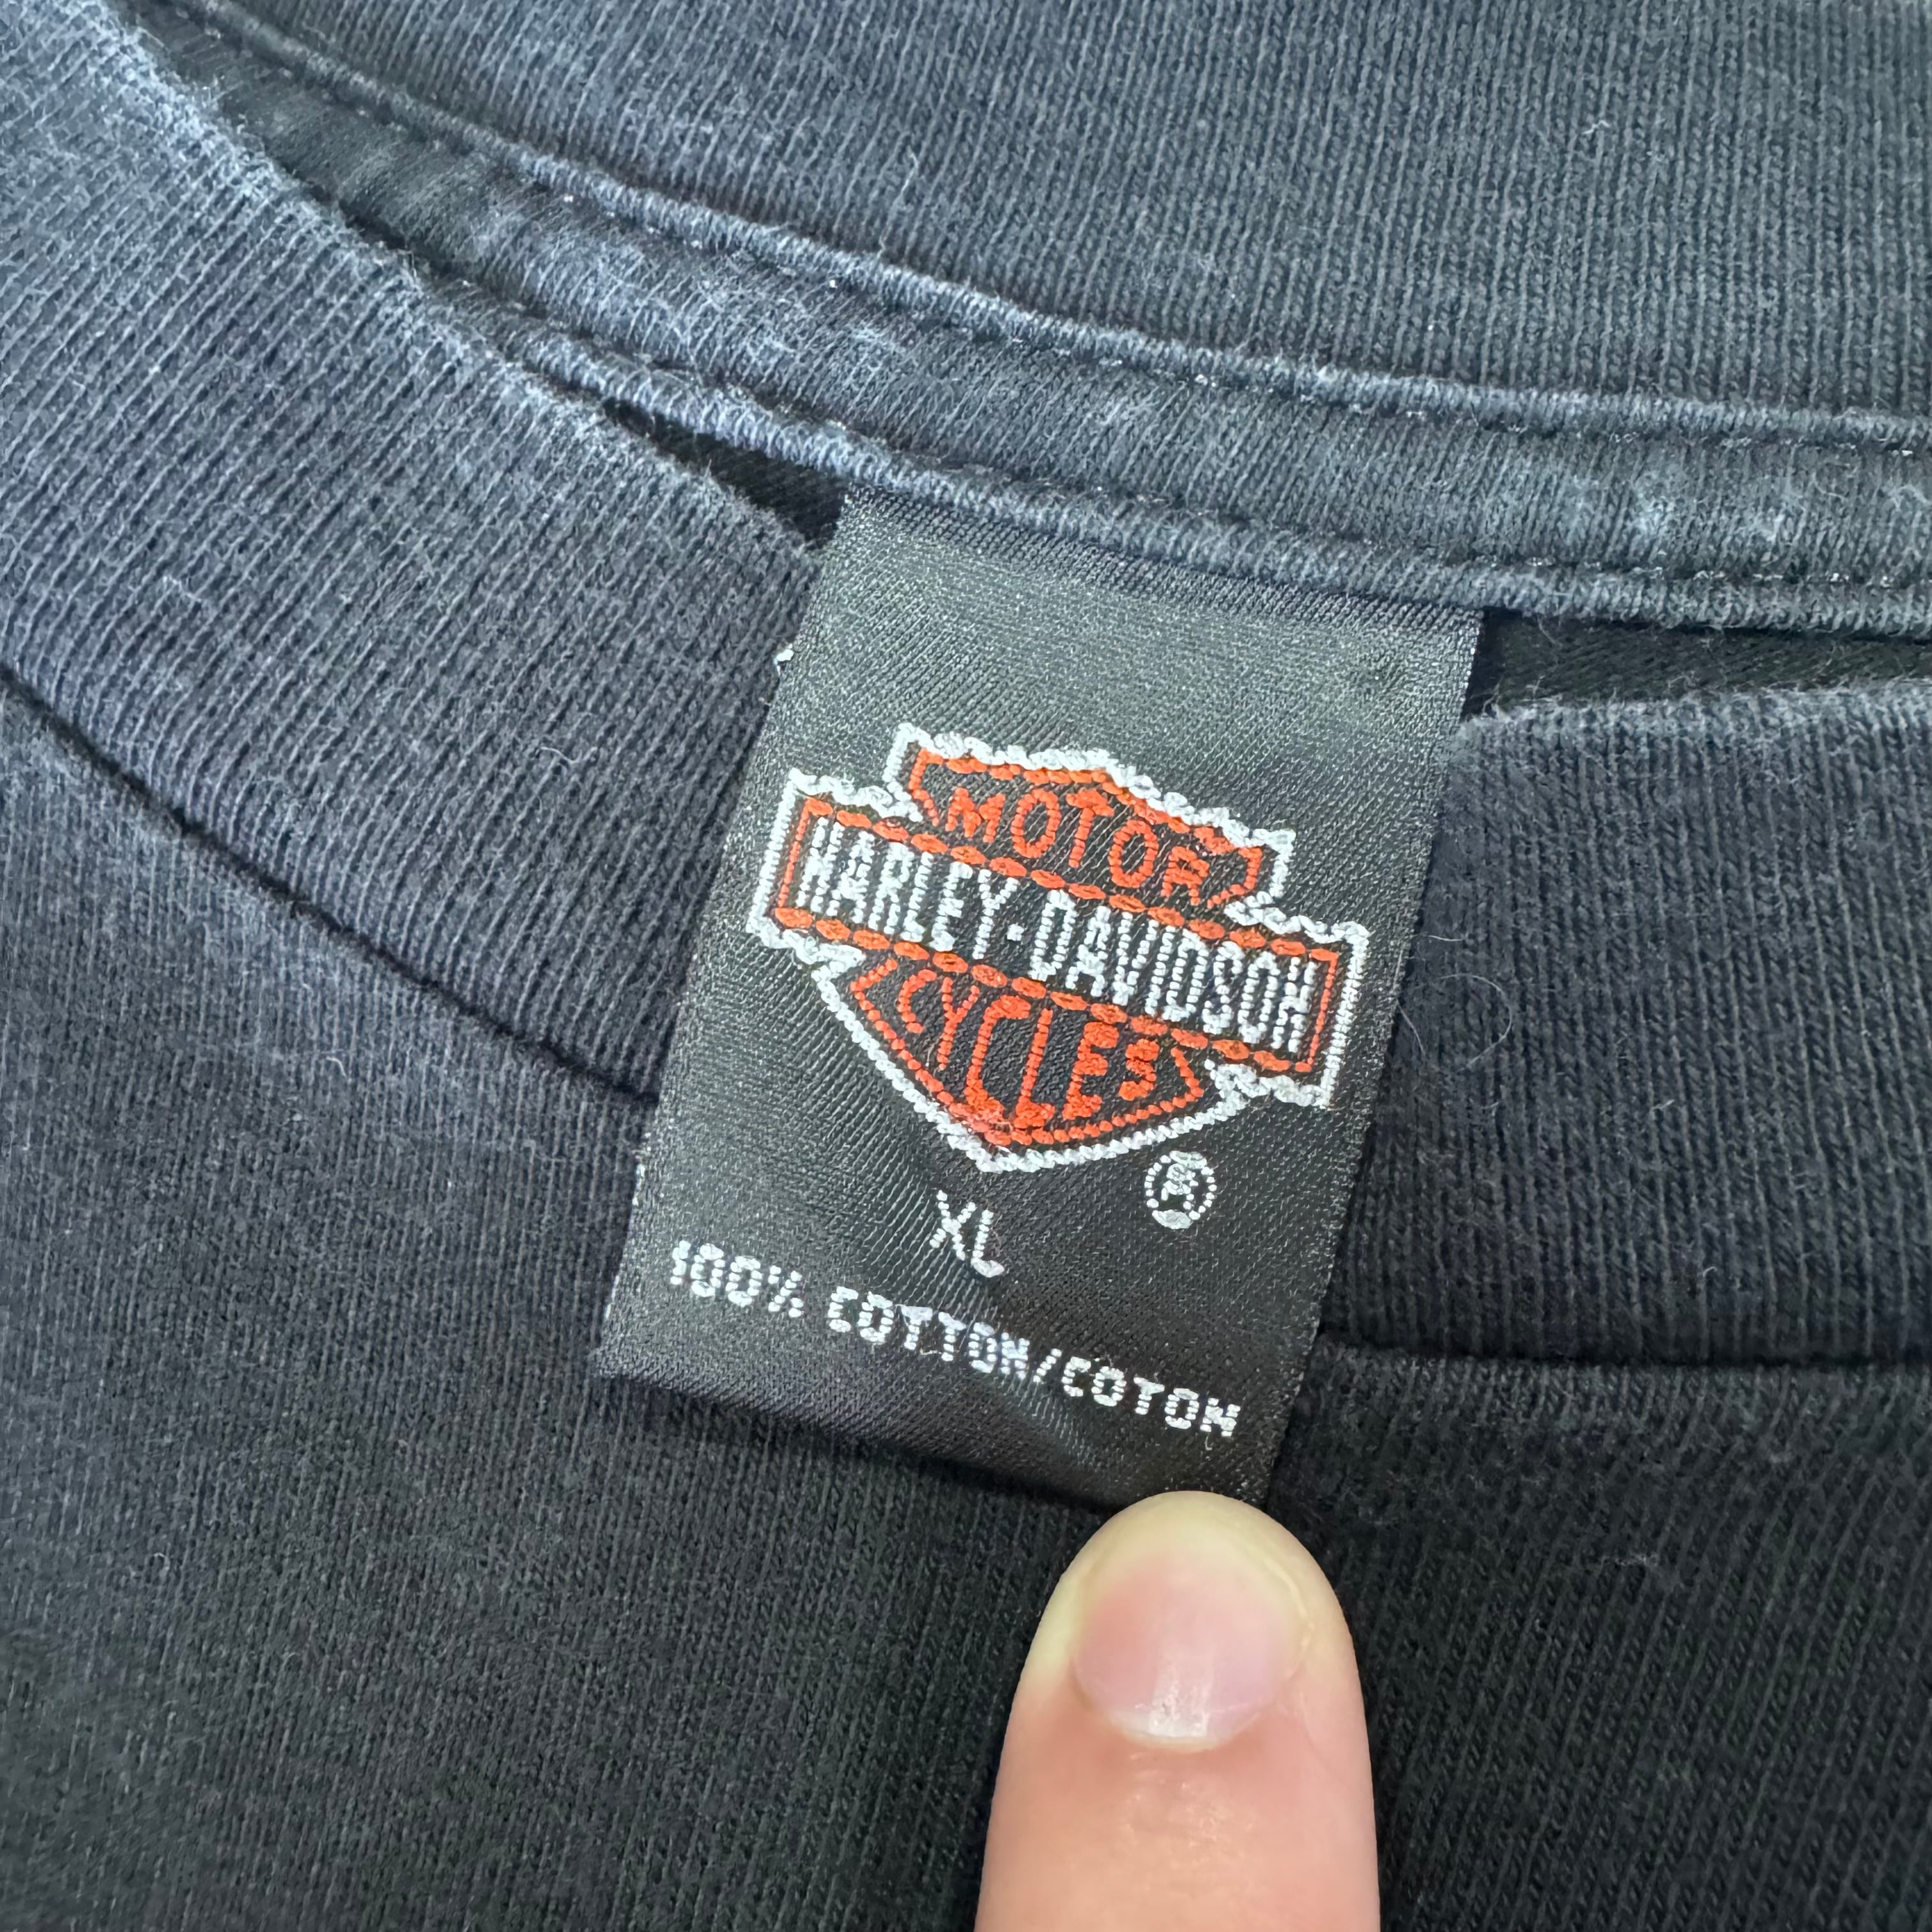 MOTOR
HARLEY-DAVIDSON
CYCLES
®
XL
100% COTTON/COTON